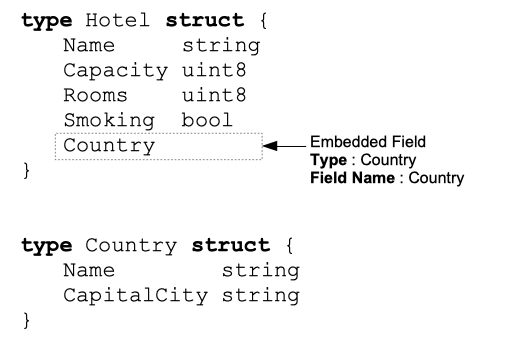 type Hotel struct {
Name string
Capacity uint8
Rooms uint8
Smoking bool
Country
}
Embedded Field
Type : Country
Field Name : Country
type Country struct {
Name string
CapitalCity string
}